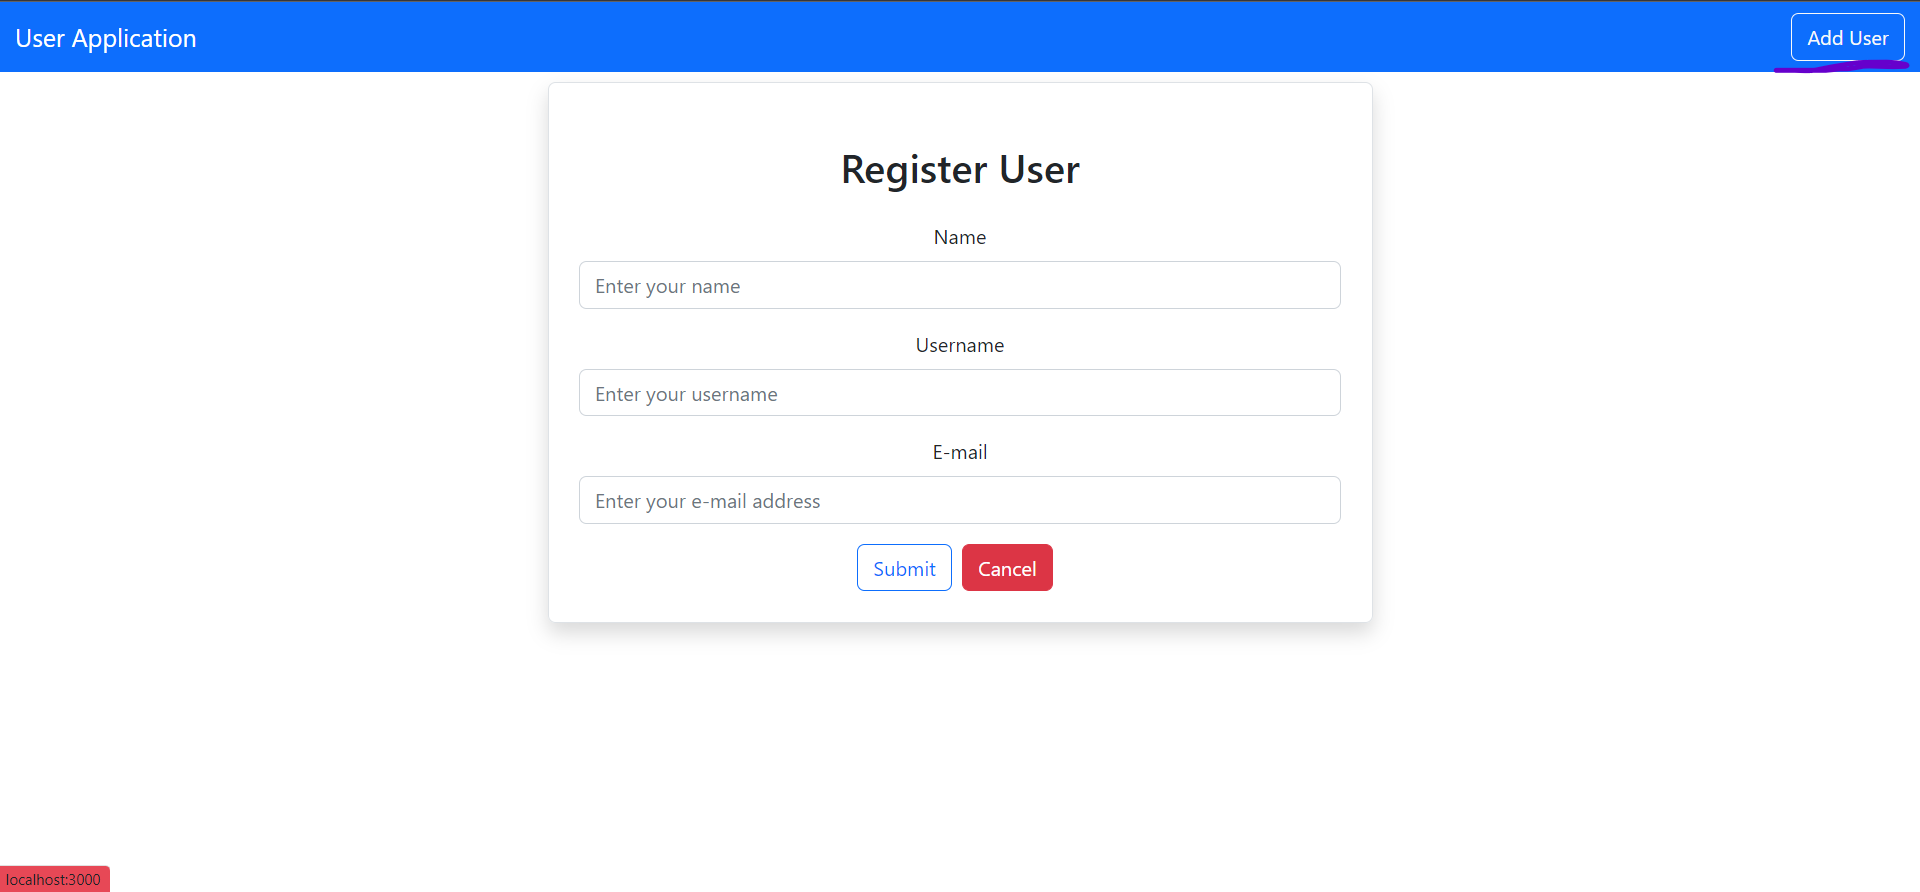 User Application
Add User
Register User
Name
Enter your name
Username
Enter your username
E-mail
Enter your e-mail address
Submit Cancel
localhost:3000